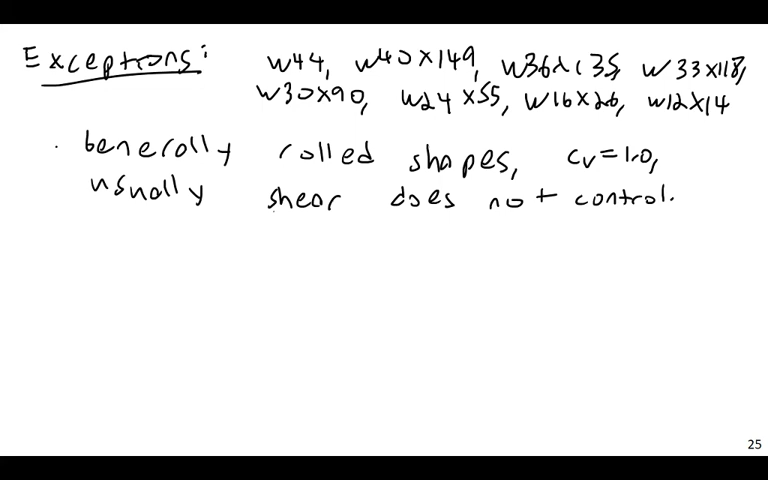 Exceptions: W44, W40x149, W36x135, W33x118,
W30x90, W24x55, W16x26, W12x14
. Generally rolled shapes, Cv=1.0,
usually shear does not control.
25